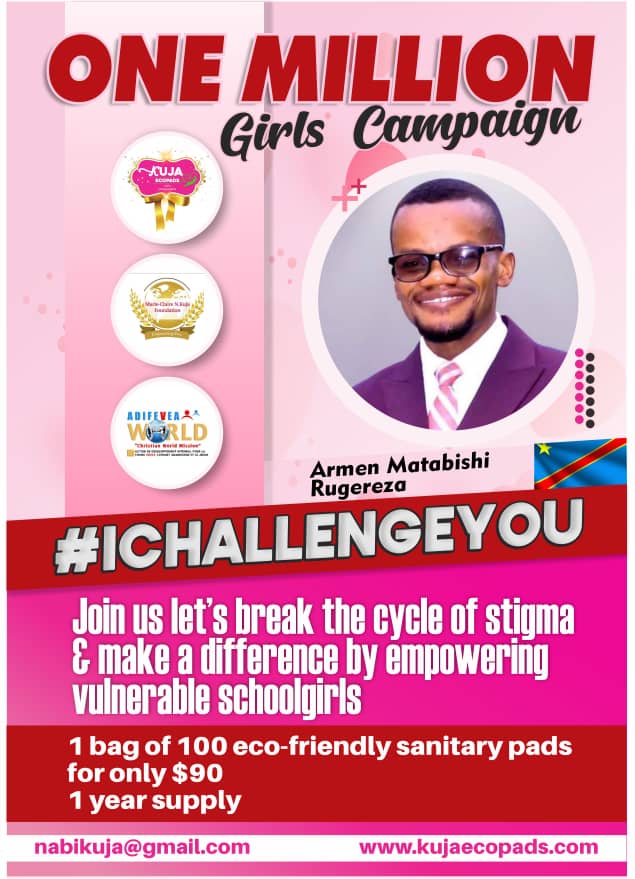 ONE MILLION
Girls Campaign
KUJA
ECOPADS
Marie-Claire N.Kuja
Foundation
ADIFEVEA
WORLD
"Christian World Mission"
Armen Matabishi
Rugereza
#ICHALLENGEYOU
Join us let's break the cycle of stigma
& make a difference by empowering
vulnerable schoolgirls
1 bag of 100 eco-friendly sanitary pads
for only $90
1 year supply
nabikuja@gmail.com
www.kujaecopads.com